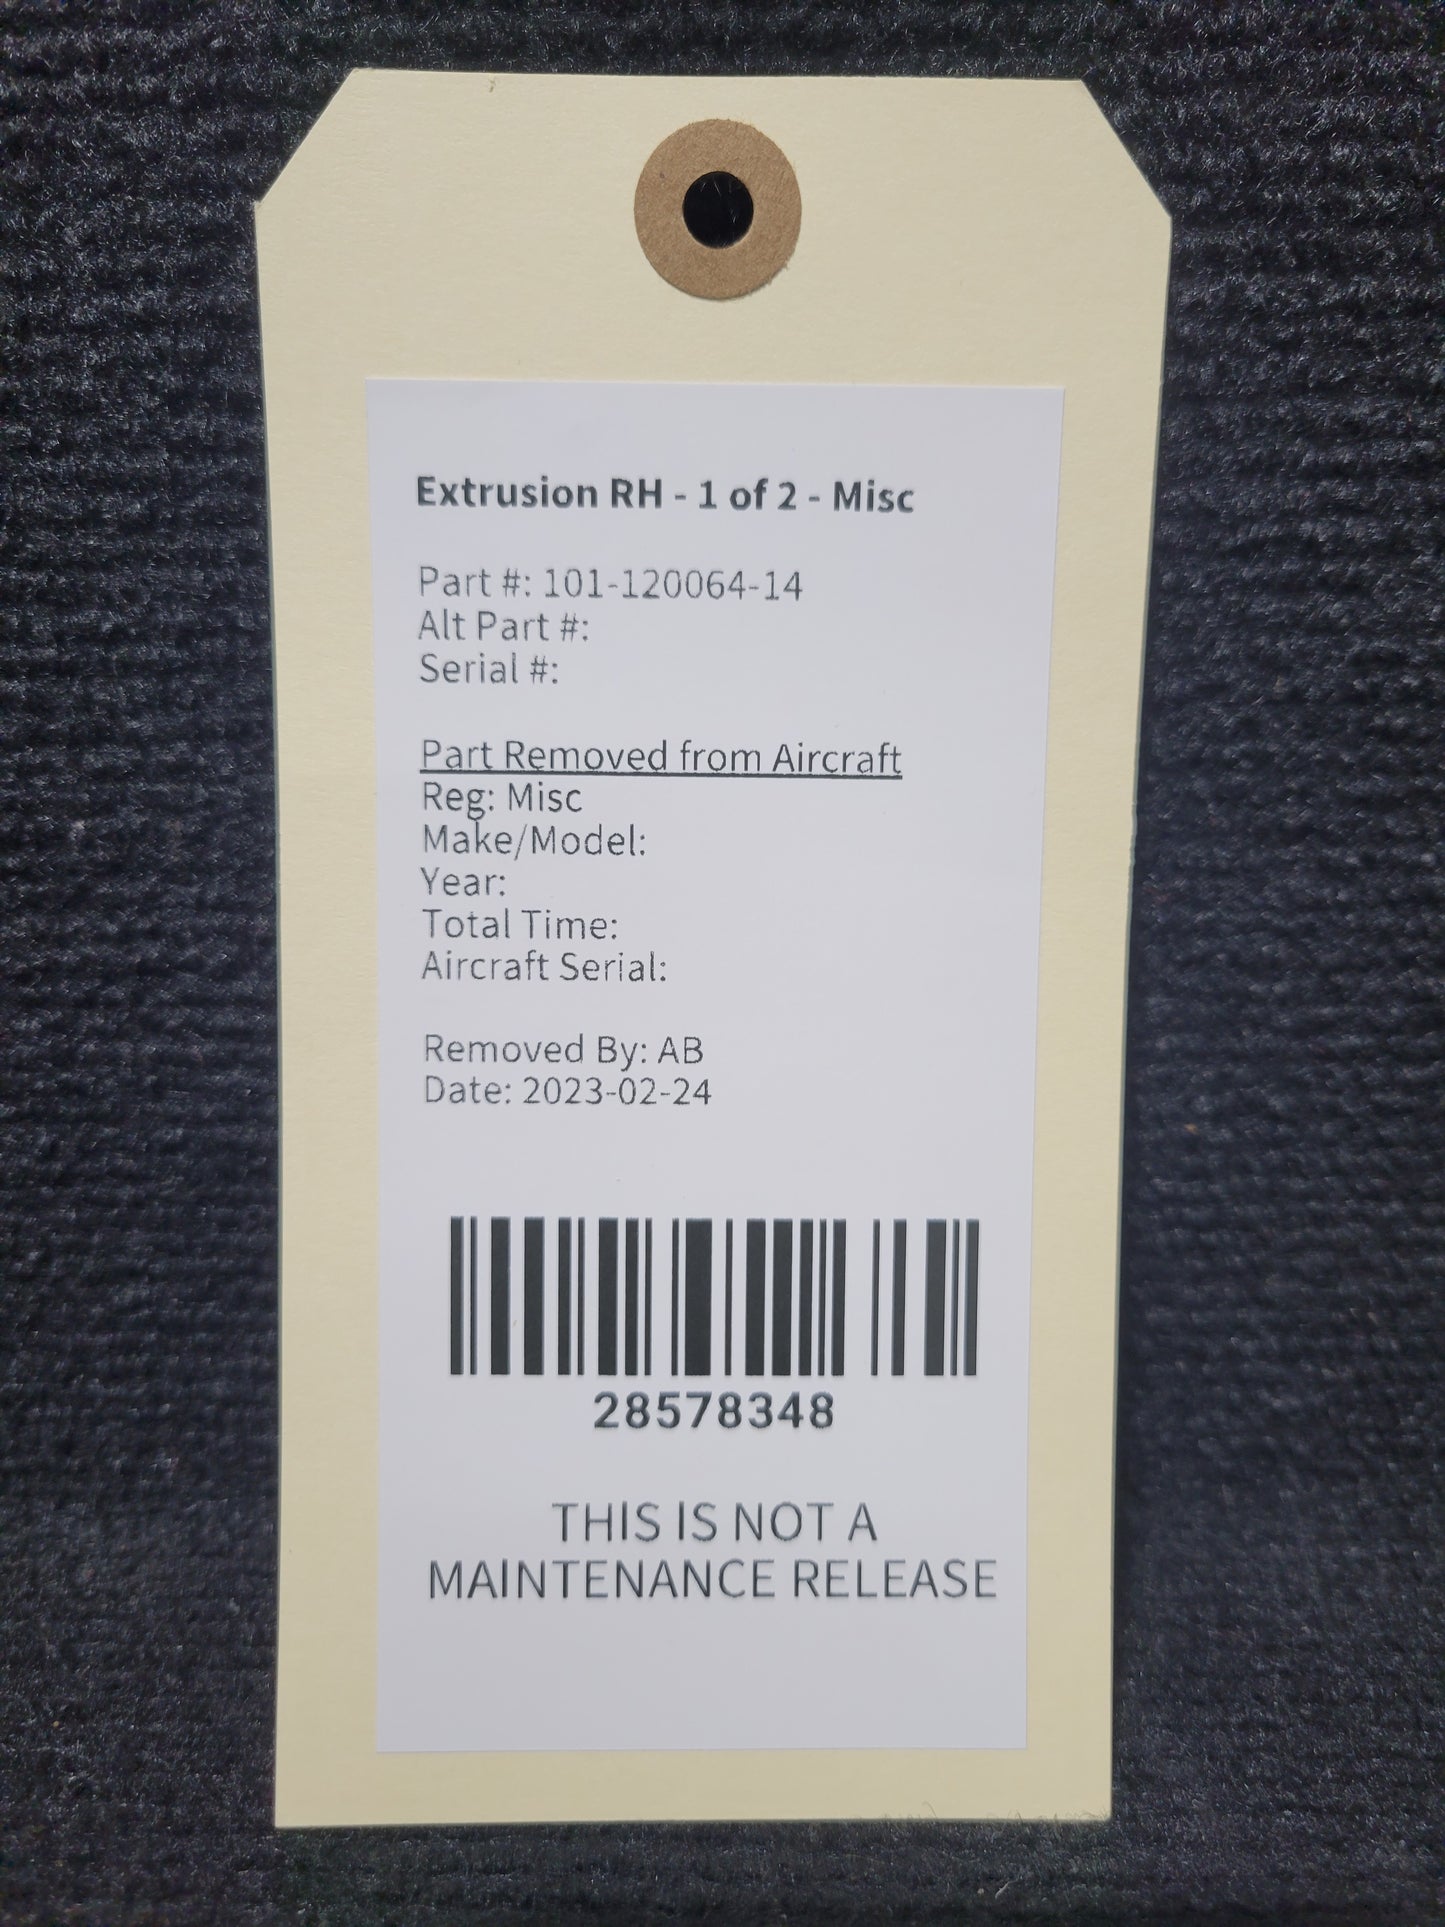 Extrusion RH - 1 of 2 - Misc
Part #: 101-120064-14
Alt Part #:
Serial #:
Part Removed from Aircraft
Reg: Misc
Make/Model:
Year:
Total Time:
Aircraft Serial:
Removed By: AB
Date: 2023-02-24
28578348
THIS IS NOT A
MAINTENANCE RELEASE